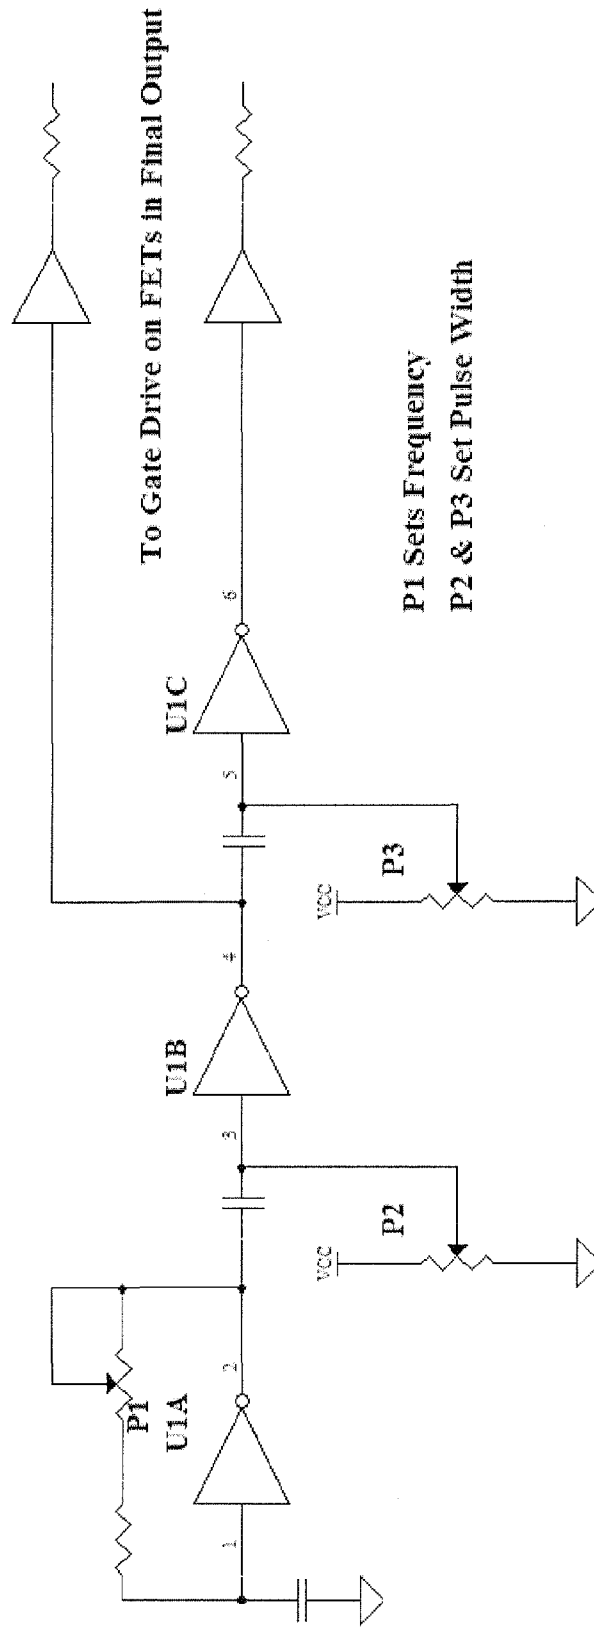 To Gate Drive on FETs in Final Output
P1
U1A
1
2
VCC
P2
3
U1B
4
VCC
P3
5
U1C
6
P1 Sets Frequency
P2 & P3 Set Pulse Width